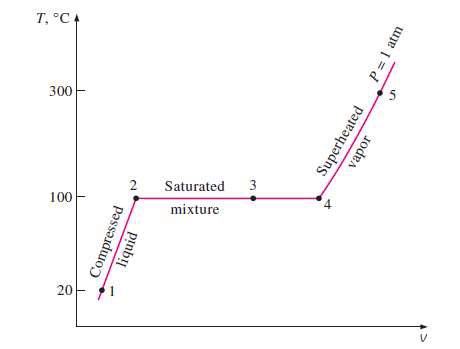 T, °C
P = 1 atm
300
5
Superheated
vapor
2
Saturated
3
mixture
100
4
Compressed
liquid
20
1
v